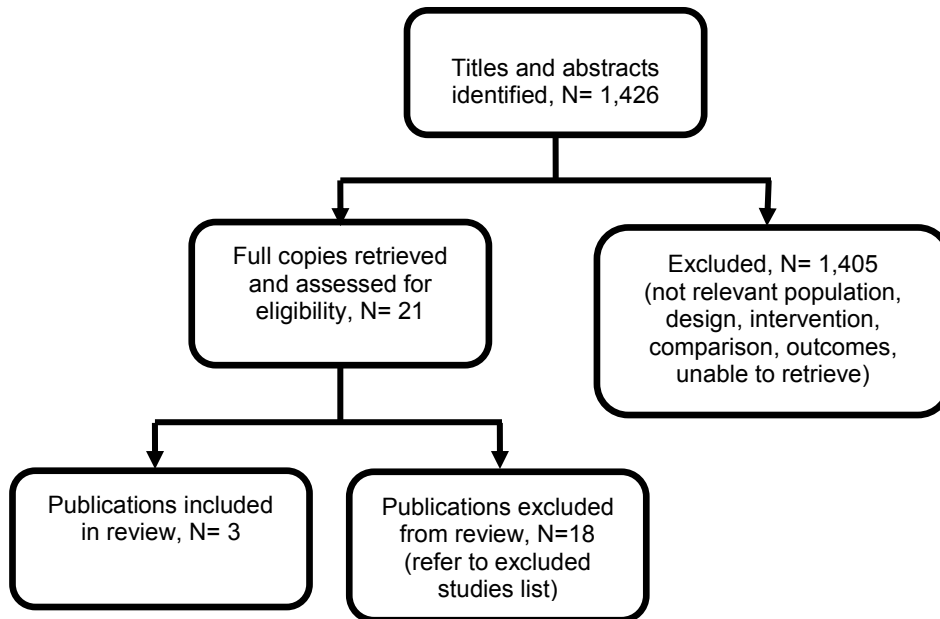 Titles and abstracts
identified, N= 1,426
Full copies retrieved
and assessed for
eligibility, N= 21
Excluded, N= 1,405
(not relevant population,
design, intervention,
comparison, outcomes,
unable to retrieve)
Publications included
in review, N= 3
Publications excluded
from review, N=18
(refer to excluded
studies list)